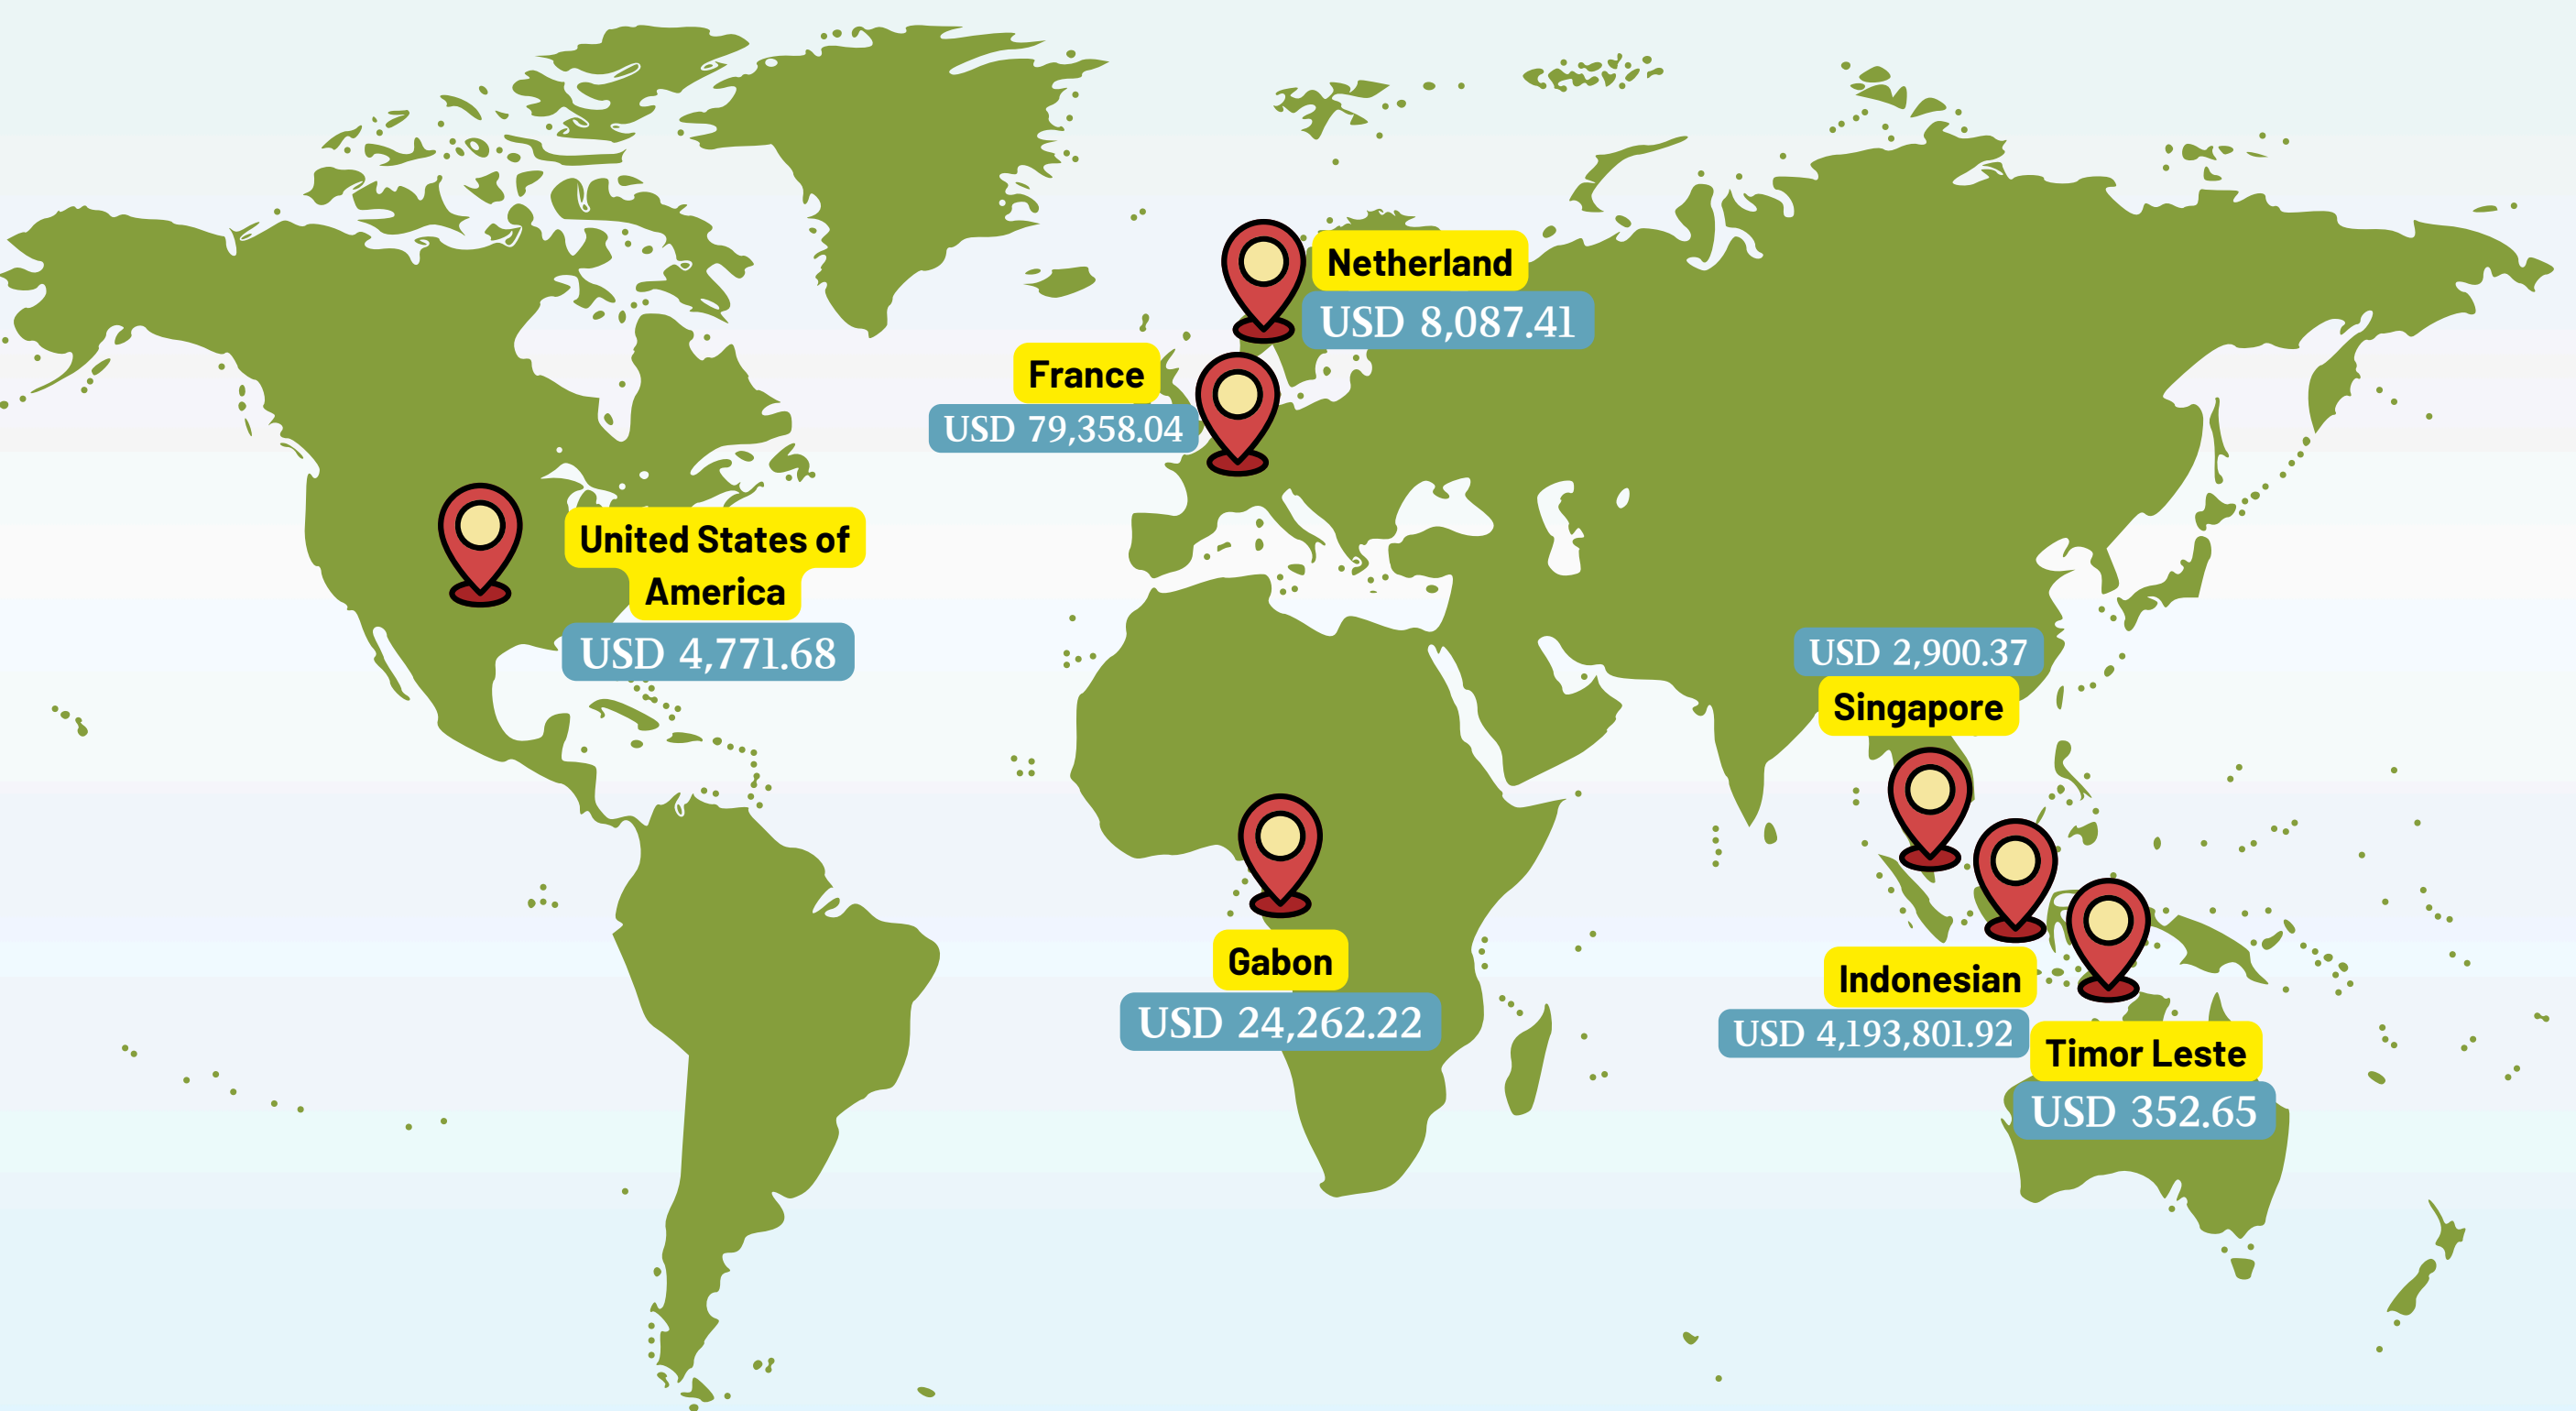 Netherland
USD 8,087.41
France
USD 79,358.04
United States of
America
USD 4,771.68
USD 2,900.37
Singapore
Gabon
USD 24,262.22
Indonesian
USD 4,193,801.92
Timor Leste
USD 352.65